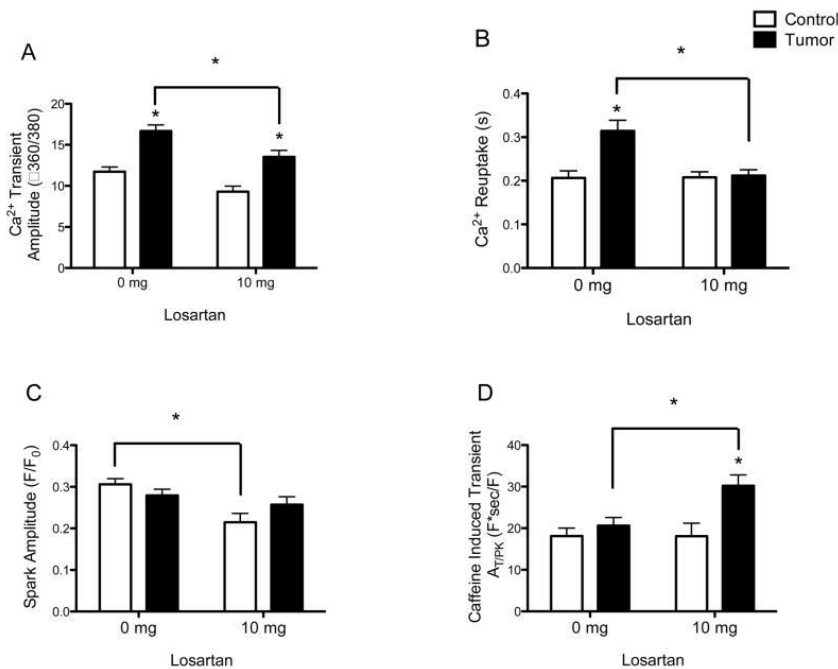 Control
Tumor
A
*
*
*
Ca²⁺ Transient
Amplitude (□360/380)
20
15
10
5
0
0 mg
10 mg
Losartan
B
*
*
Ca²⁺ Reuptake (s)
0.4
0.3
0.2
0.1
0.0
0 mg
10 mg
Losartan
C
*
Spark Amplitude (F/F₀)
0.4
0.3
0.2
0.1
0.0
0 mg
10 mg
Losartan
D
*
*
Caffeine Induced Transient
A_T/PK (F*sec/F)
40
30
20
10
0
0 mg
10 mg
Losartan